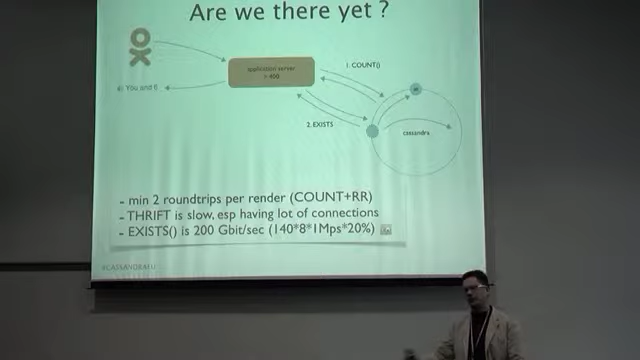 Are we there yet ?
application server
> 400
1. COUNT()
4) You and !!
2. EXISTS
cassandra
- min 2 roundtrips per render (COUNT+RR)
- THRIFT is slow, esp having lot of connections
- EXISTS() is 200 Gbit/sec (140*8*1Mps*20%)
#CASSANDRAEU